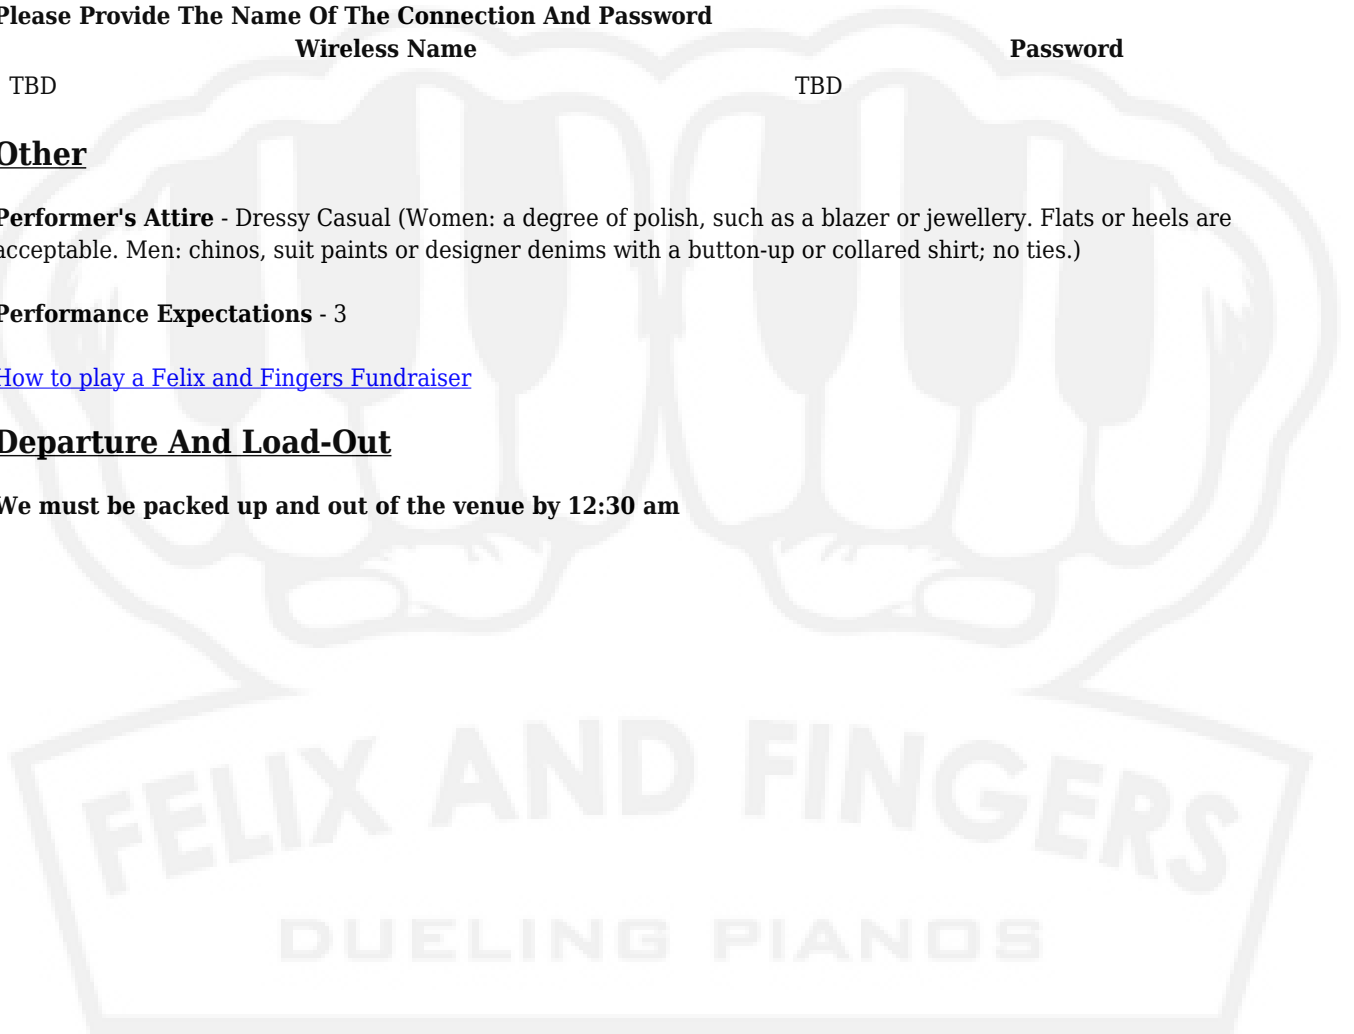 Please Provide The Name Of The Connection And Password
Wireless Name Password
TBD TBD
Other
Performer's Attire - Dressy Casual (Women: a degree of polish, such as a blazer or jewellery. Flats or heels are
acceptable. Men: chinos, suit paints or designer denims with a button-up or collared shirt; no ties.)
Performance Expectations - 3
How to play a Felix and Fingers Fundraiser
Departure And Load-Out
We must be packed up and out of the venue by 12:30 am
FELIX AND FINGERS
DUELING PIANOS